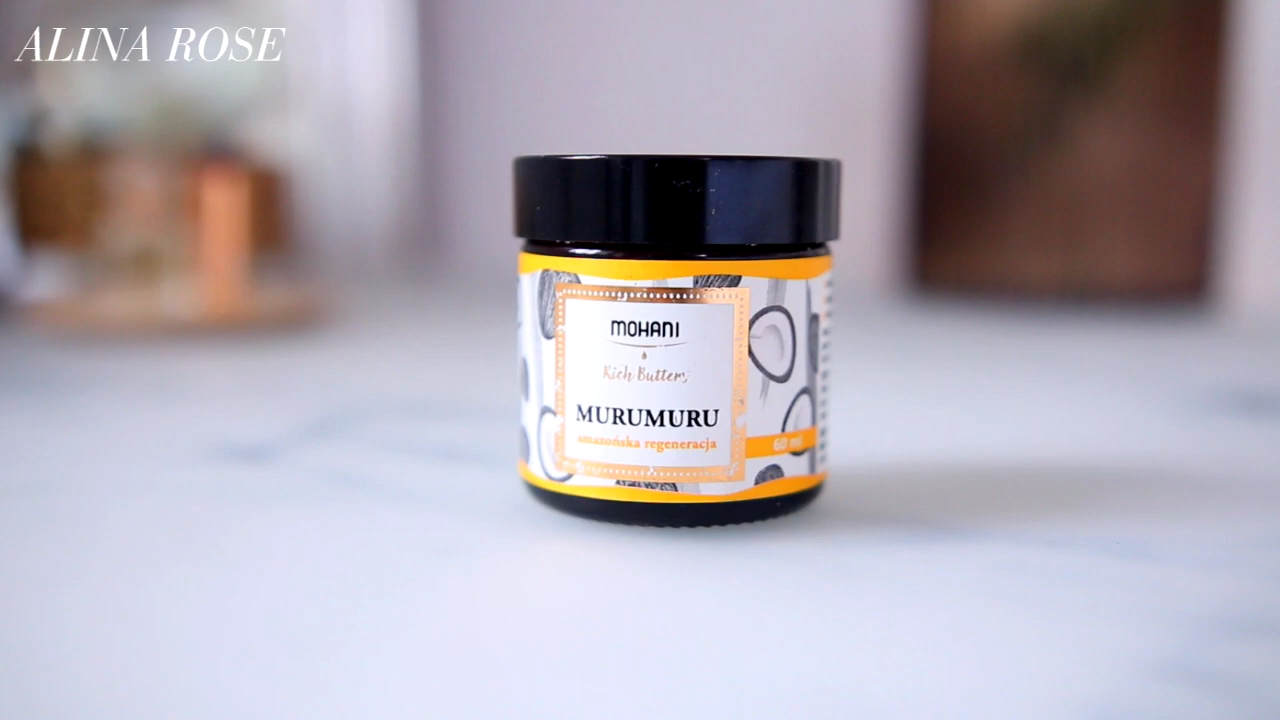 ALINA ROSE
MOHANI
Rich Butters
MURUMURU
amazońska regeneracja
60 ml